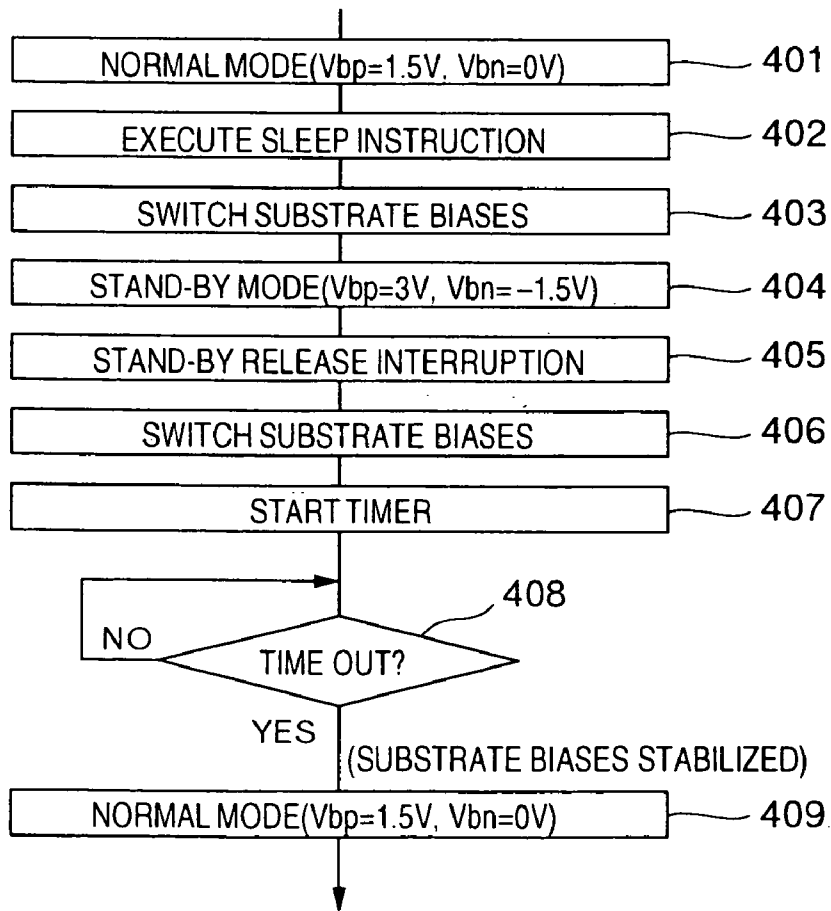 NORMAL MODE(Vbp=1.5V, Vbn=0V) 401
EXECUTE SLEEP INSTRUCTION 402
SWITCH SUBSTRATE BIASES 403
STAND-BY MODE(Vbp=3V, Vbn=−1.5V) 404
STAND-BY RELEASE INTERRUPTION 405
SWITCH SUBSTRATE BIASES 406
START TIMER 407
408
NO
TIME OUT?
YES
(SUBSTRATE BIASES STABILIZED)
NORMAL MODE(Vbp=1.5V, Vbn=0V) 409